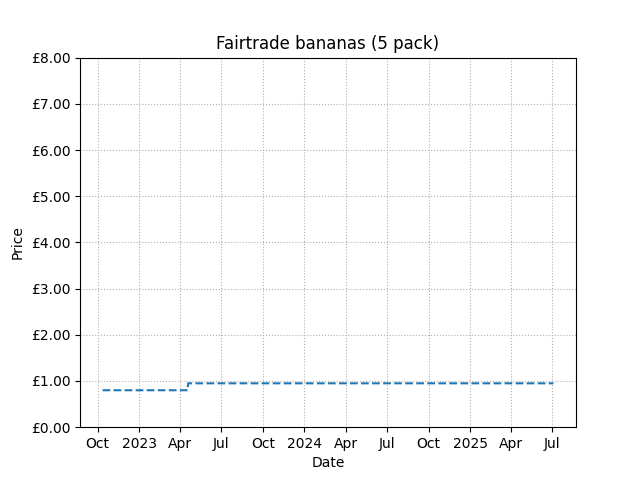 Fairtrade bananas (5 pack)
£8.00
£7.00
£6.00
£5.00
£4.00
£3.00
£2.00
£1.00
£0.00
Price
Oct 2023 Apr Jul Oct 2024 Apr Jul Oct 2025 Apr Jul
Date